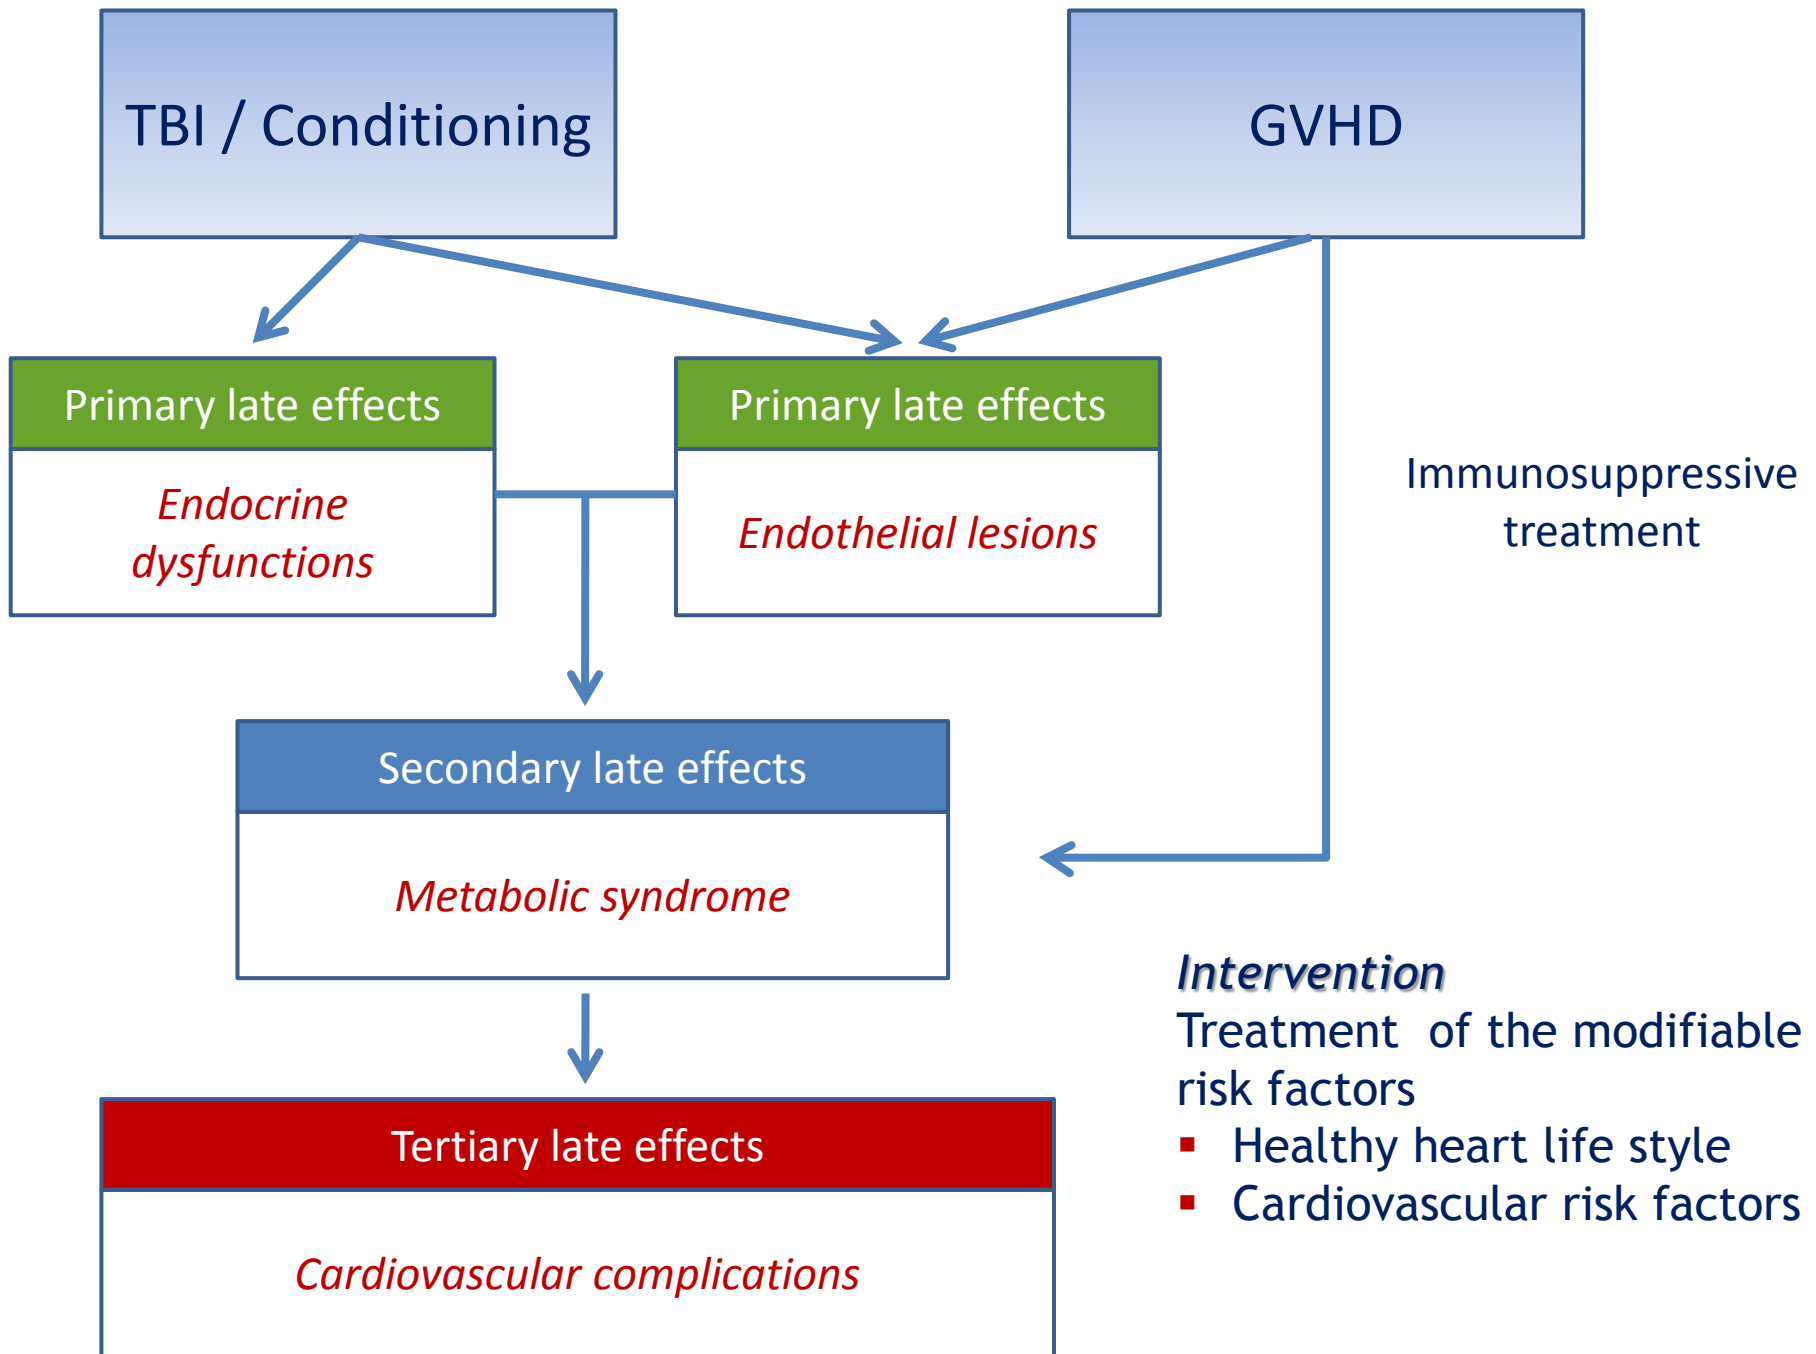 TBI / Conditioning
GVHD
Primary late effects
Endocrine
dysfunctions
Primary late effects
Endothelial lesions
Immunosuppressive
treatment
Secondary late effects
Metabolic syndrome
Intervention
Treatment  of the modifiable
risk factors
▪ Healthy heart life style
▪ Cardiovascular risk factors
Tertiary late effects
Cardiovascular complications